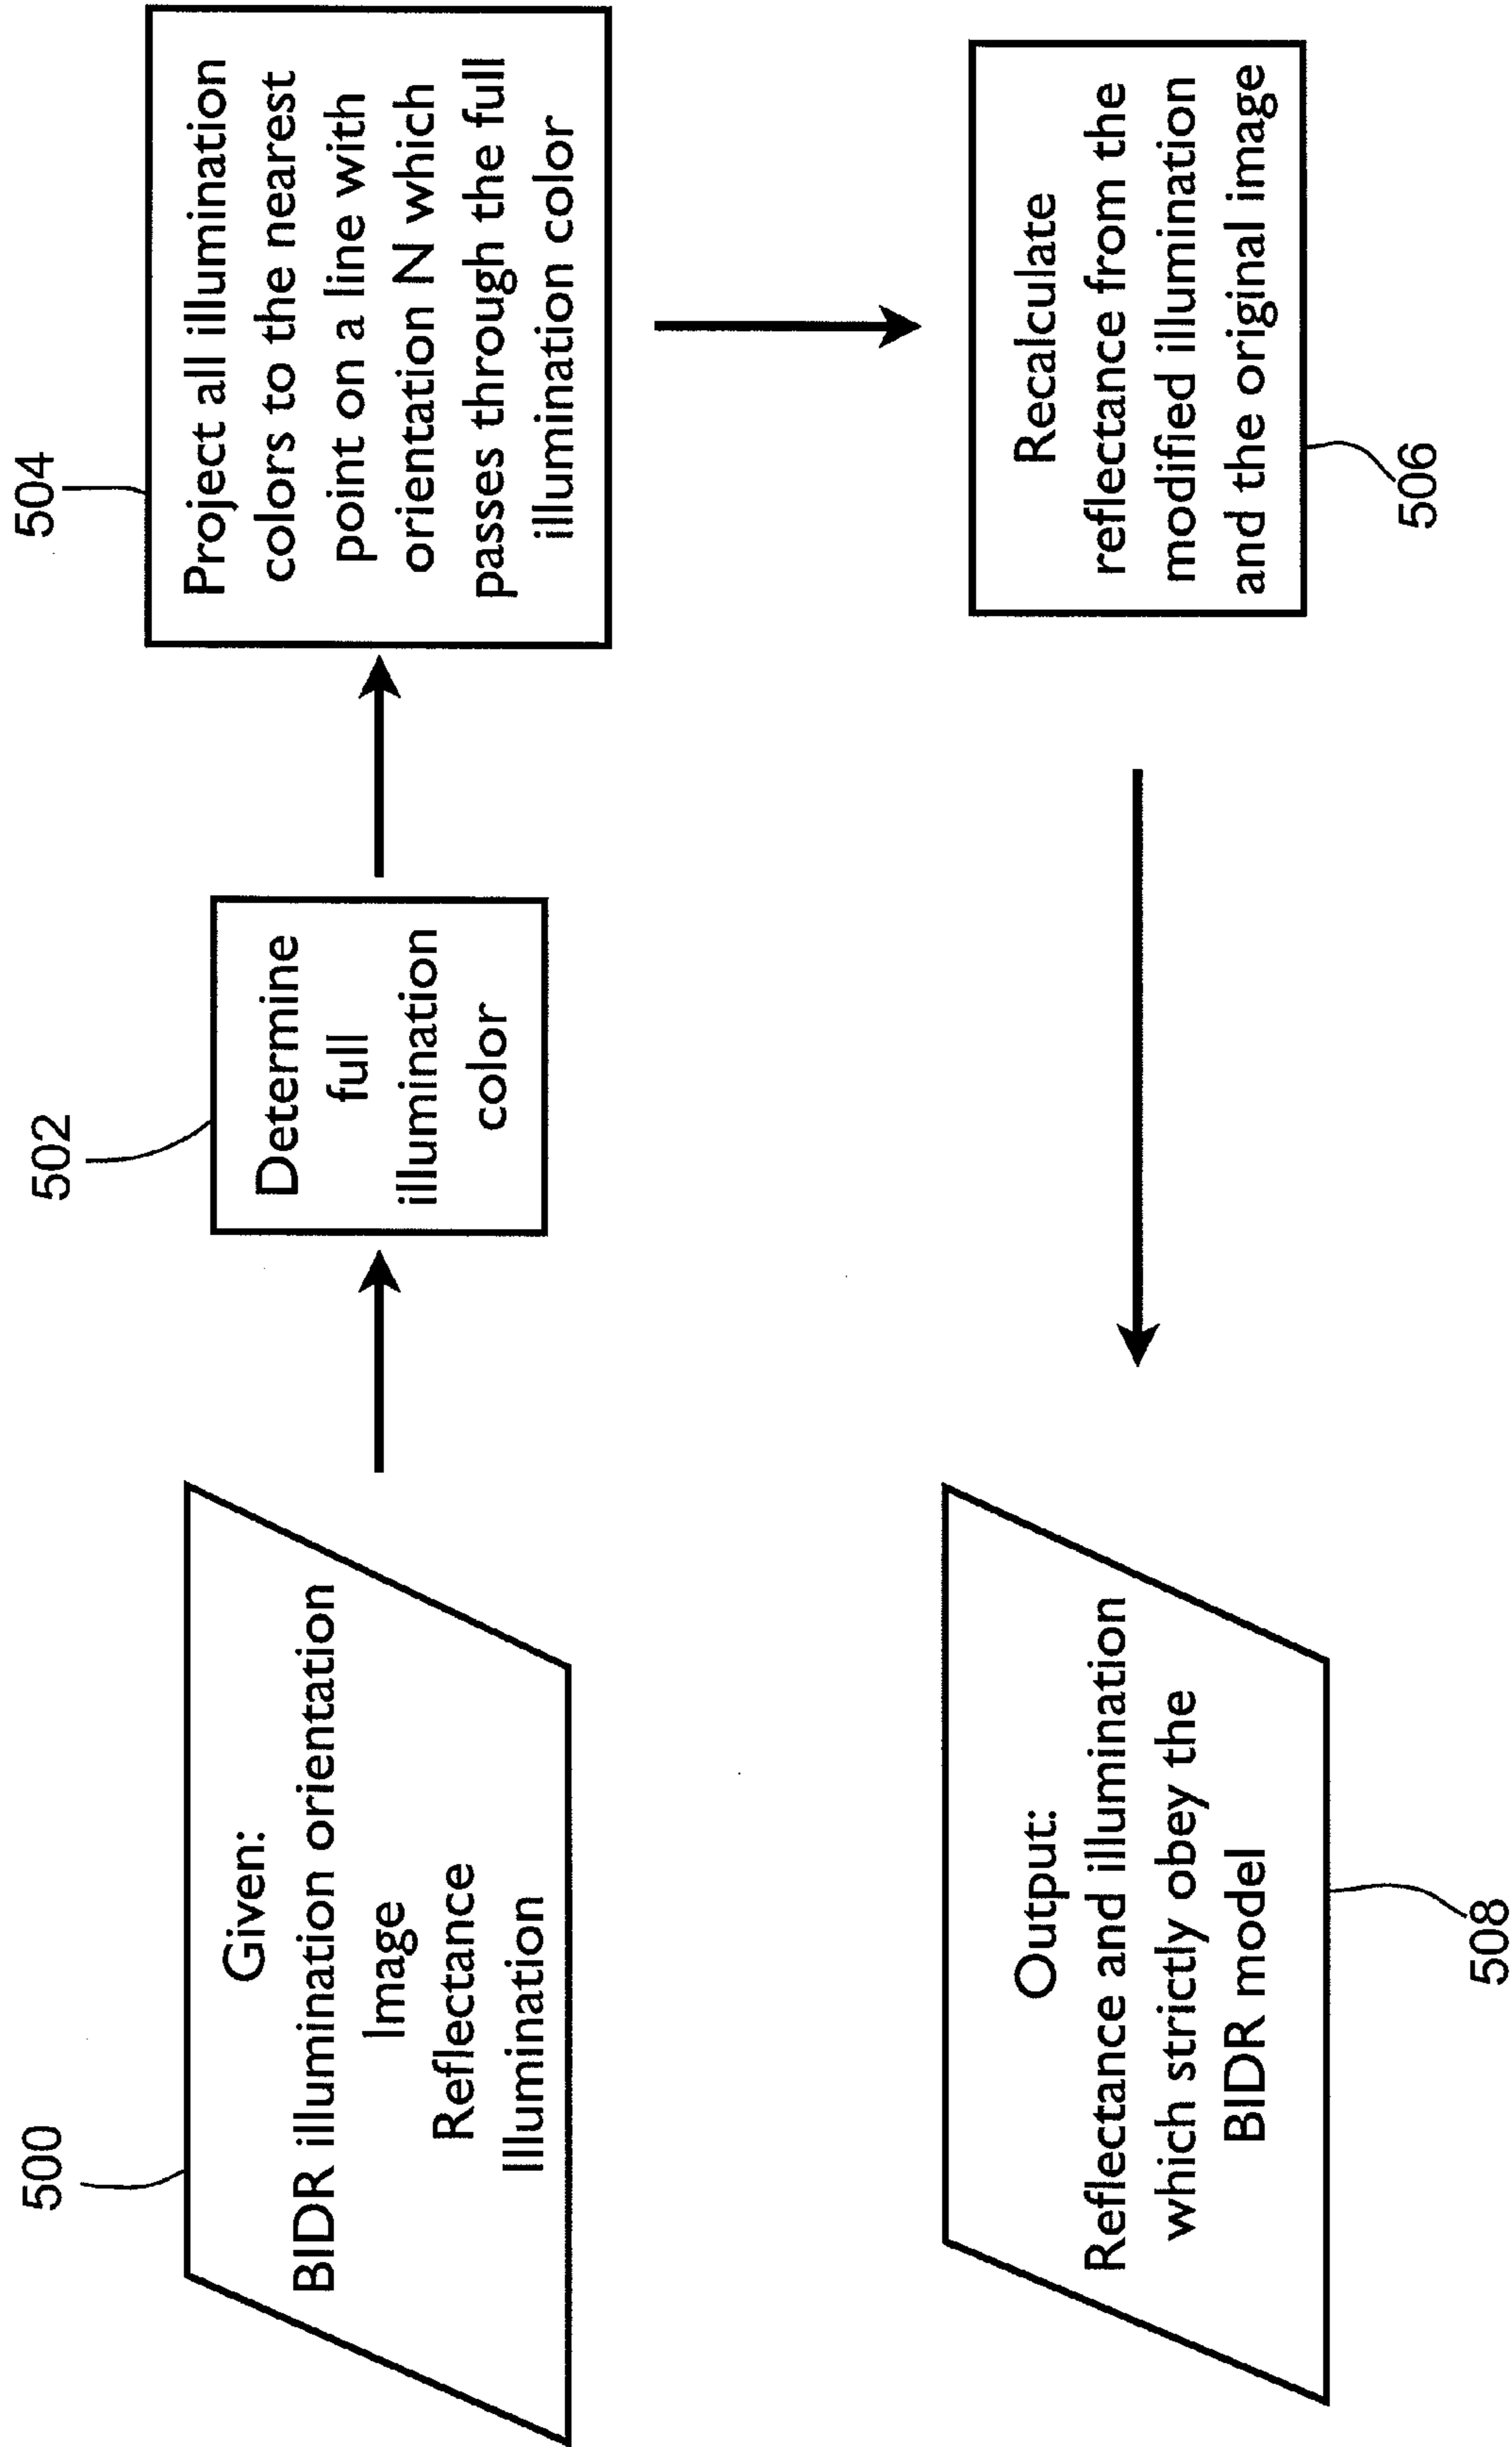 500
Given:
BIDR illumination orientation
Image
Reflectance
Illumination
502
Determine
full
illumination
color
504
Project all illumination
colors to the nearest
point on a line with
orientation N which
passes through the full
illumination color
Recalculate
reflectance from the
modified illumination
and the original image
506
Output:
Reflectance and illumination
which strictly obey the
BIDR model
508